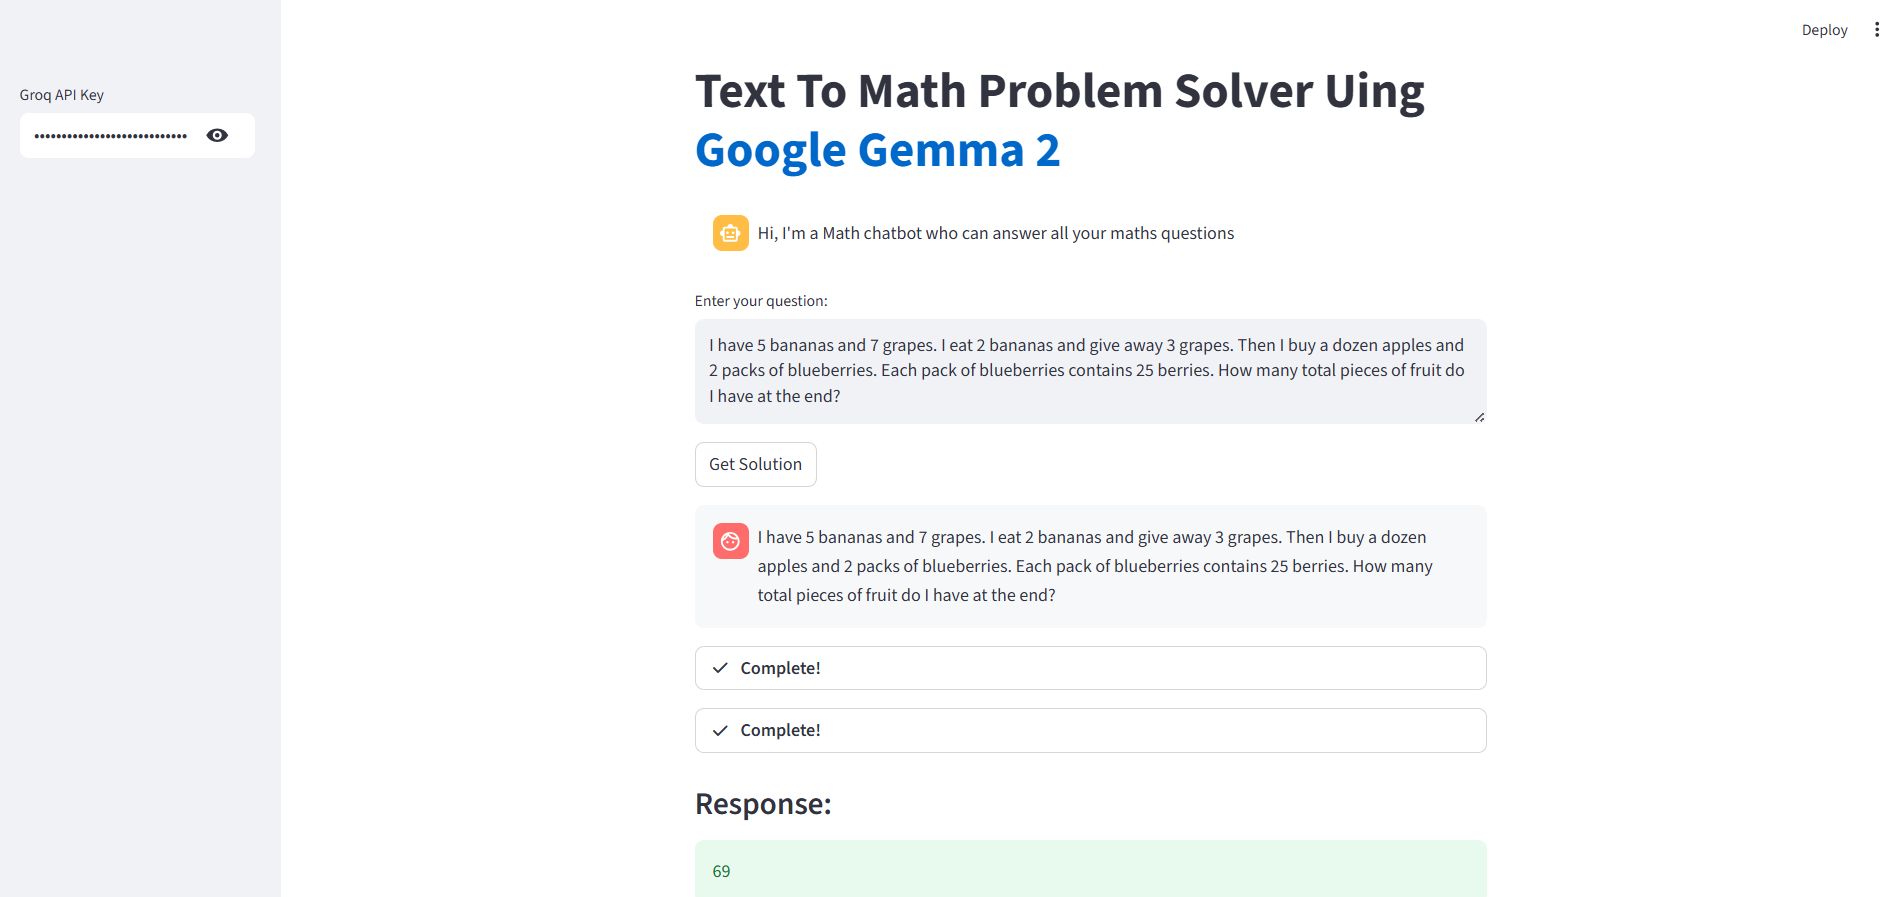 Deploy
Groq API Key
••••••••••••••••••••••••••••
Text To Math Problem Solver Uing
Google Gemma 2
Hi, I'm a Math chatbot who can answer all your maths questions
Enter your question:
I have 5 bananas and 7 grapes. I eat 2 bananas and give away 3 grapes. Then I buy a dozen apples and
2 packs of blueberries. Each pack of blueberries contains 25 berries. How many total pieces of fruit do
I have at the end?
Get Solution
I have 5 bananas and 7 grapes. I eat 2 bananas and give away 3 grapes. Then I buy a dozen
apples and 2 packs of blueberries. Each pack of blueberries contains 25 berries. How many
total pieces of fruit do I have at the end?
Complete!
Complete!
Response:
69